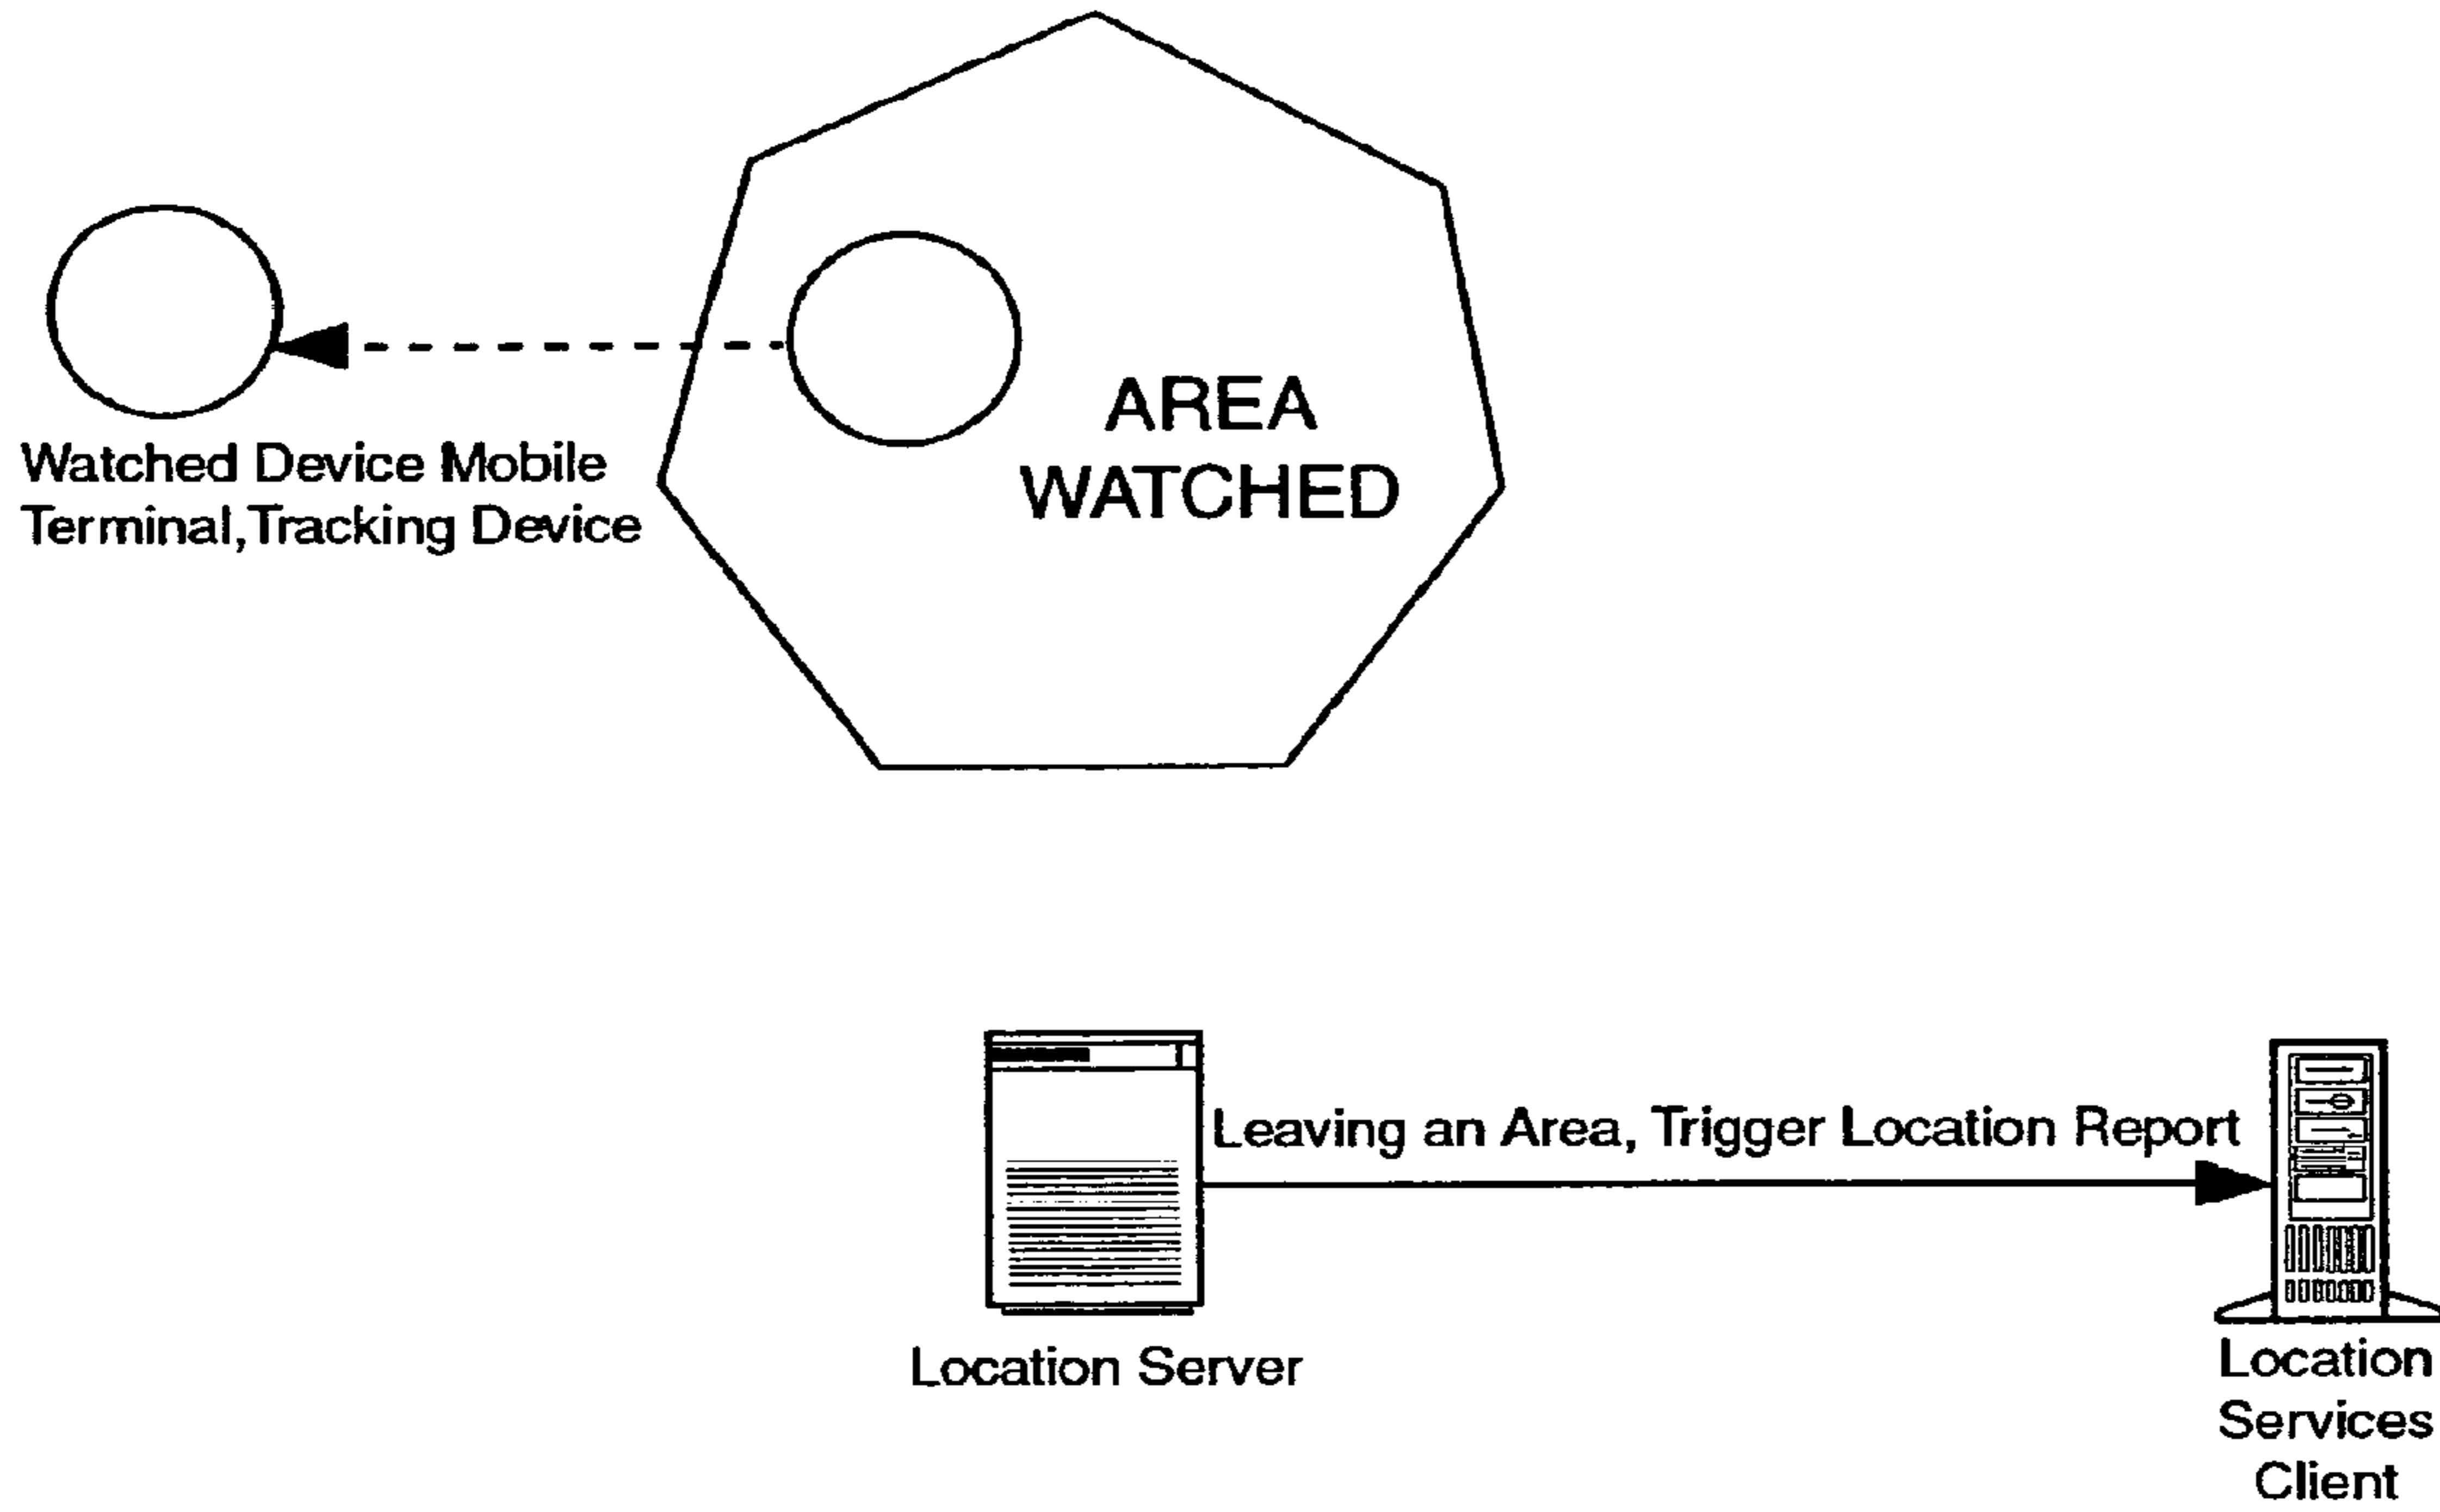 AREA
WATCHED
Watched Device Mobile
Terminal,Tracking Device
Leaving an Area, Trigger Location Report
Location Server
Location
Services
Client